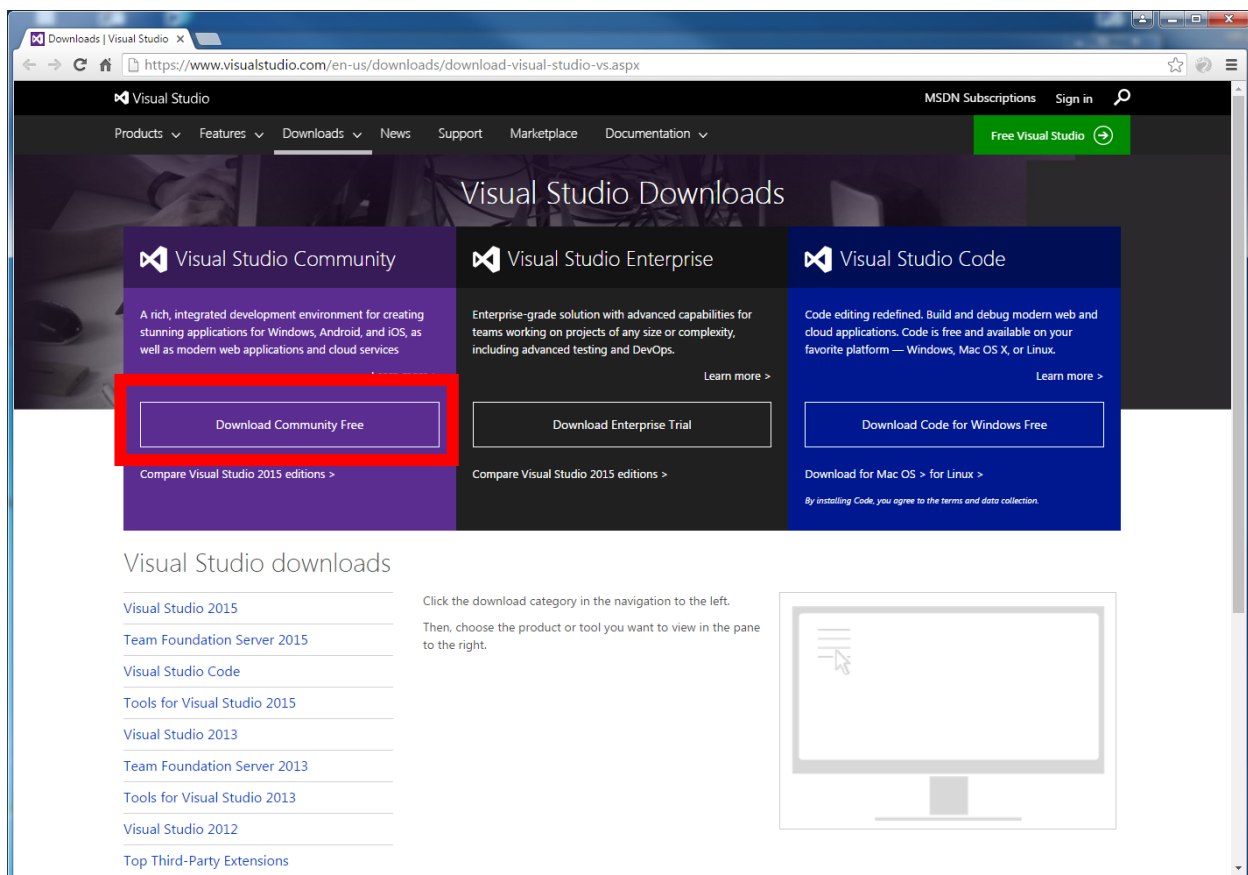 Downloads | Visual Studio
https://www.visualstudio.com/en-us/downloads/download-visual-studio-vs.aspx
Visual Studio
MSDN Subscriptions
Sign in
Products
Features
Downloads
News
Support
Marketplace
Documentation
Free Visual Studio
Visual Studio Downloads
Visual Studio Community
A rich, integrated development environment for creating
stunning applications for Windows, Android, and iOS, as
well as modern web applications and cloud services
Download Community Free
Compare Visual Studio 2015 editions >
Visual Studio Enterprise
Enterprise-grade solution with advanced capabilities for
teams working on projects of any size or complexity,
including advanced testing and DevOps.
Learn more >
Download Enterprise Trial
Compare Visual Studio 2015 editions >
Visual Studio Code
Code editing redefined. Build and debug modern web and
cloud applications. Code is free and available on your
favorite platform — Windows, Mac OS X, or Linux.
Learn more >
Download Code for Windows Free
Download for Mac OS > for Linux >
By installing Code, you agree to the terms and data collection.
Visual Studio downloads
Visual Studio 2015
Team Foundation Server 2015
Visual Studio Code
Tools for Visual Studio 2015
Visual Studio 2013
Team Foundation Server 2013
Tools for Visual Studio 2013
Visual Studio 2012
Top Third-Party Extensions
Click the download category in the navigation to the left.
Then, choose the product or tool you want to view in the pane
to the right.